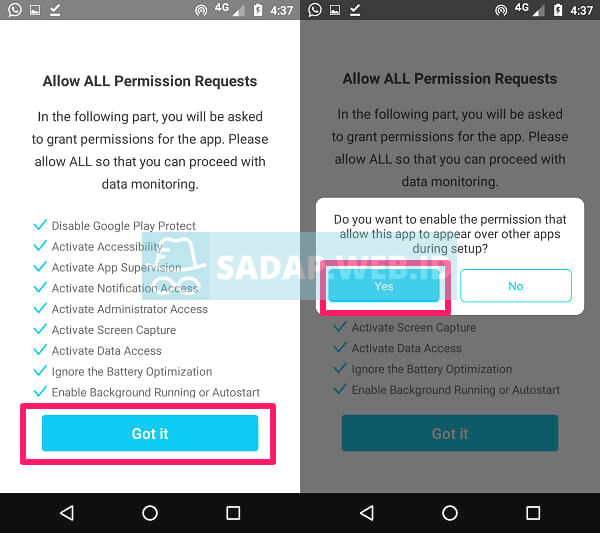 4G 4:37
Allow ALL Permission Requests
In the following part, you will be asked
to grant permissions for the app. Please
allow ALL so that you can proceed with
data monitoring.
Disable Google Play Protect
Activate Accessibility
Activate App Supervision
Activate Notification Access
Activate Administrator Access
Activate Screen Capture
Activate Data Access
Ignore the Battery Optimization
Enable Background Running or Autostart
Got it
4G 4:37
Allow ALL Permission Requests
In the following part, you will be asked
to grant permissions for the app. Please
allow ALL so that you can proceed with
data monitoring.
Do you want to enable the permission that
allow this app to appear over other apps
during setup?
Yes No
Activate Screen Capture
Activate Data Access
Ignore the Battery Optimization
Enable Background Running or Autostart
Got it
SADAP.WEB.ID